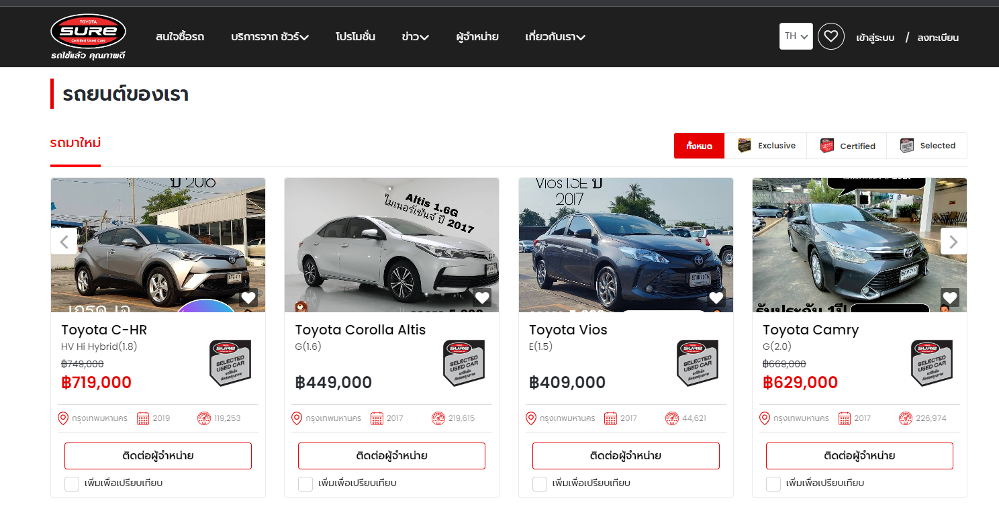 TOYOTA
SURE
Certified Used Cars
รถใช้แล้ว คุณภาพดี
สนใจซื้อรถ
บริการจาก ชัวร์
โปรโมชั่น
ข่าว
ผู้จำหน่าย
เกี่ยวกับเรา
TH
เข้าสู่ระบบ / ลงทะเบียน
รถยนต์ของเรา
รถมาใหม่
ทั้งหมด
Exclusive
Certified
Selected
ปี 2018
เกรด
Toyota C-HR
HV Hi Hybrid(1.8)
฿749,000
฿719,000
SURE
SELECTED
USED CAR
กรุงเทพมหานคร
2019
119,253
ติดต่อผู้จำหน่าย
เพิ่มเพื่อเปรียบเทียบ
Altis 1.6G
ไมเนอร์เช้นจ์ ปี 2017
Toyota Corolla Altis
G(1.6)
฿449,000
SURE
SELECTED
USED CAR
กรุงเทพมหานคร
2017
219,615
ติดต่อผู้จำหน่าย
เพิ่มเพื่อเปรียบเทียบ
Vios 1.5E ปี
2017
7976
Toyota Vios
E(1.5)
฿409,000
SURE
SELECTED
USED CAR
กรุงเทพมหานคร
2017
44,621
ติดต่อผู้จำหน่าย
เพิ่มเพื่อเปรียบเทียบ
รับประกัน 1ปี
Toyota Camry
G(2.0)
฿669,000
฿629,000
SURE
SELECTED
USED CAR
กรุงเทพมหานคร
2017
226,974
ติดต่อผู้จำหน่าย
เพิ่มเพื่อเปรียบเทียบ